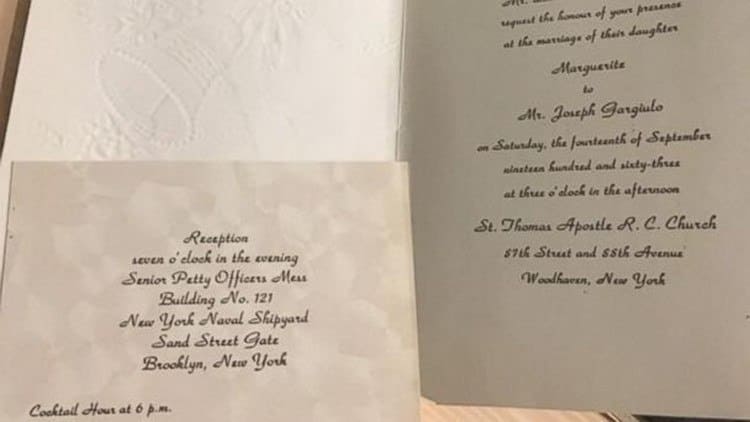 Reception
seven o'clock in the evening
Senior Petty Officers Mess
Building No. 121
New York Naval Shipyard
Sand Street Gate
Brooklyn, New York
Cocktail Hour at 6 p.m.
Mr. and
request the honour of your presence
at the marriage of their daughter
Marguerite
to
Mr. Joseph Gargiulo
on Saturday, the fourteenth of September
nineteen hundred and sixty-three
at three o'clock in the afternoon
St. Thomas Apostle R. C. Church
87th Street and 88th Avenue
Woodhaven, New York